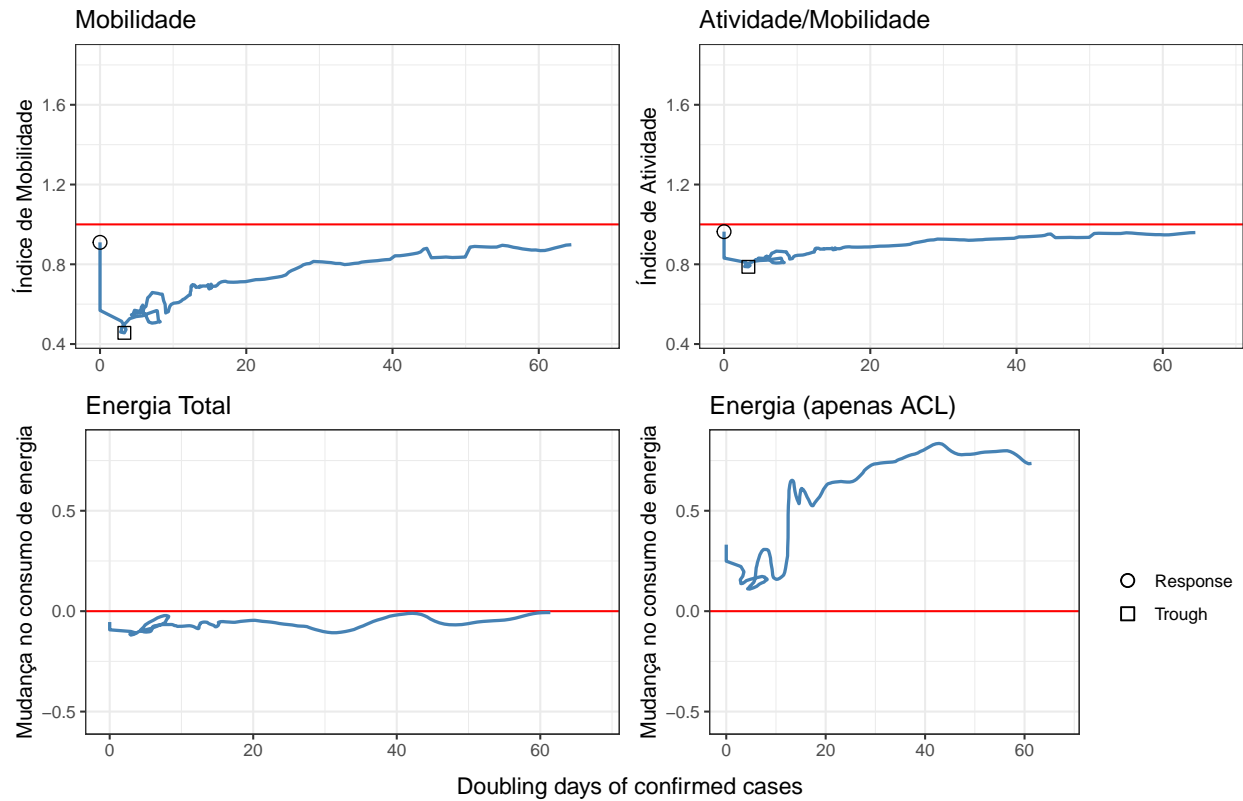 Mobilidade
Índice de Mobilidade
1.6
1.2
0.8
0.4
0 20 40 60
Atividade/Mobilidade
Índice de Atividade
1.6
1.2
0.8
0.4
0 20 40 60
Energia Total
Mudança no consumo de energia
0.5
0.0
−0.5
0 20 40 60
Energia (apenas ACL)
Mudança no consumo de energia
0.5
0.0
−0.5
0 20 40 60
Response
Trough
Doubling days of confirmed cases